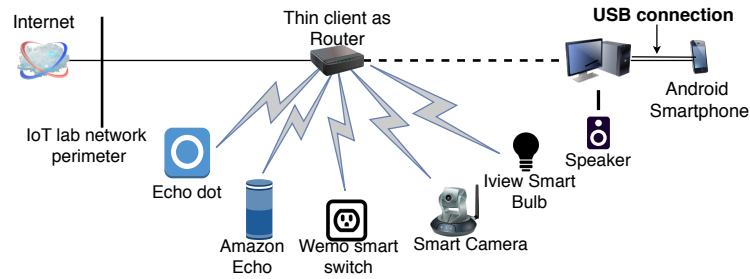 Internet
Thin client as
Router
USB connection
IoT lab network
perimeter
Android
Smartphone
Speaker
Echo dot
Iview Smart
Bulb
Amazon
Echo
Wemo smart
switch
Smart Camera